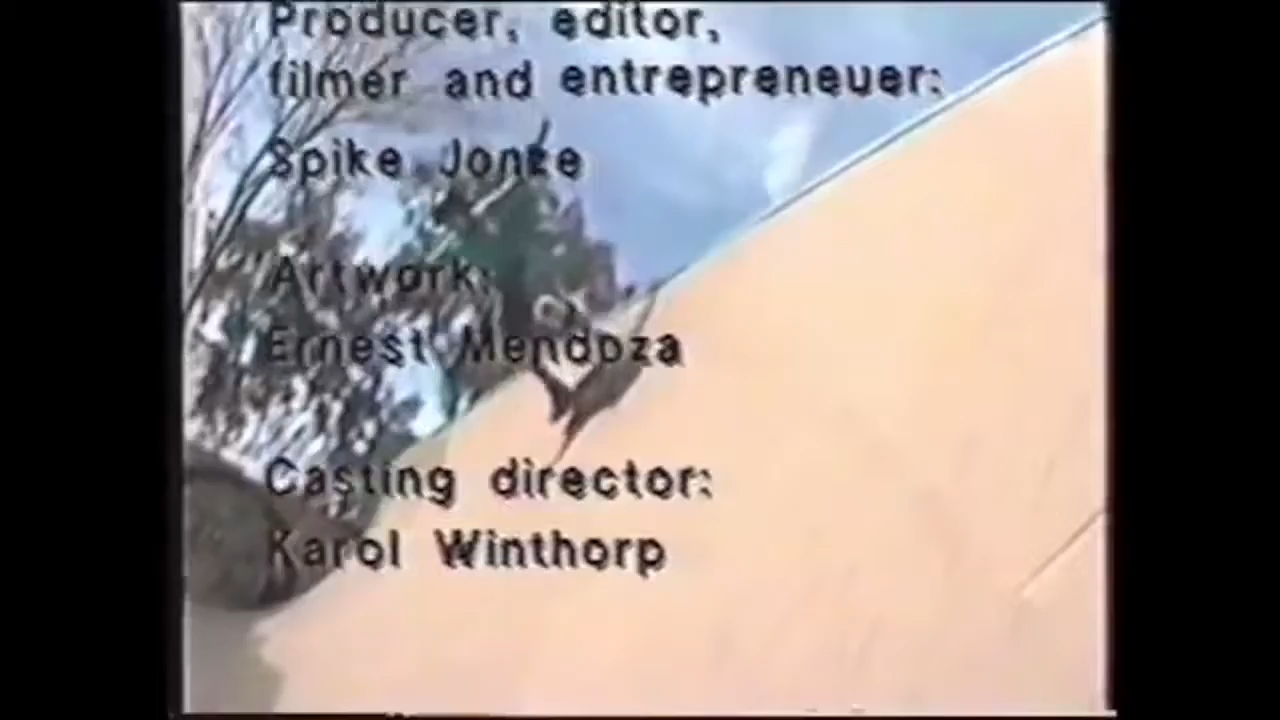 Producer, editor,
filmer and entrepreneuer:
Spike Jonze
Artwork:
Ernest Mendoza
Casting director:
Karol Winthorp